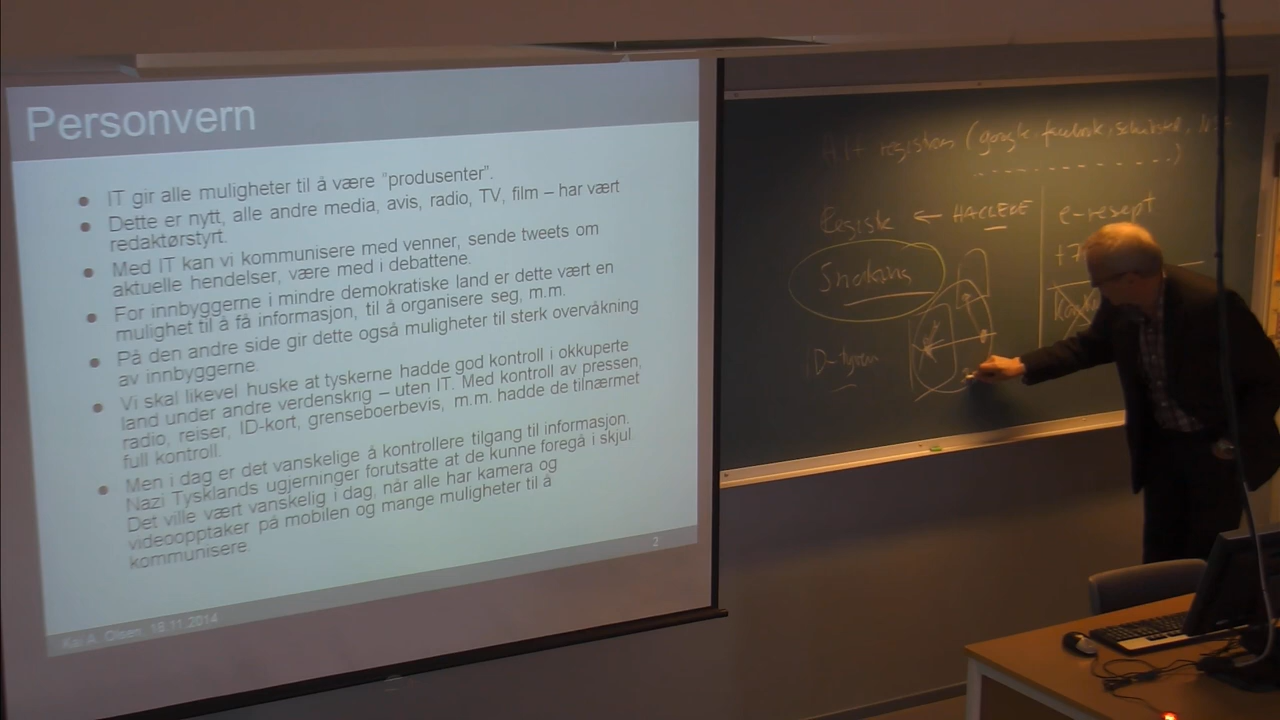 Personvern
IT gir alle muligheter til å være "produsenter".
Dette er nytt, alle andre media, avis, radio, TV, film – har vært
redaktørstyrt.
Med IT kan vi kommunisere med venner, sende tweets om
aktuelle hendelser, være med i debattene.
For innbyggerne i mindre demokratiske land er dette vært en
mulighet til å få informasjon, til å organisere seg, m.m.
På den andre side gir dette også muligheter til sterk overvåkning
av innbyggerne.
Vi skal likevel huske at tyskerne hadde god kontroll i okkuperte
land under andre verdenskrig – uten IT. Med kontroll av pressen,
radio, reiser, ID-kort, grenseboerbevis, m.m. hadde de tilnærmet
full kontroll.
Men i dag er det vanskelige å kontrollere tilgang til informasjon.
Nazi Tysklands ugjerninger forutsatte at de kunne foregå i skjul
Det ville vært vanskelig i dag, når alle har kamera og
videoopptaker på mobilen og mange muligheter til å
kommunisere
2
Kai A. Olsen, 18.11.2014
Alt registreres (google,
← HACKERE
e-resept
Snoking
ID-tyveri